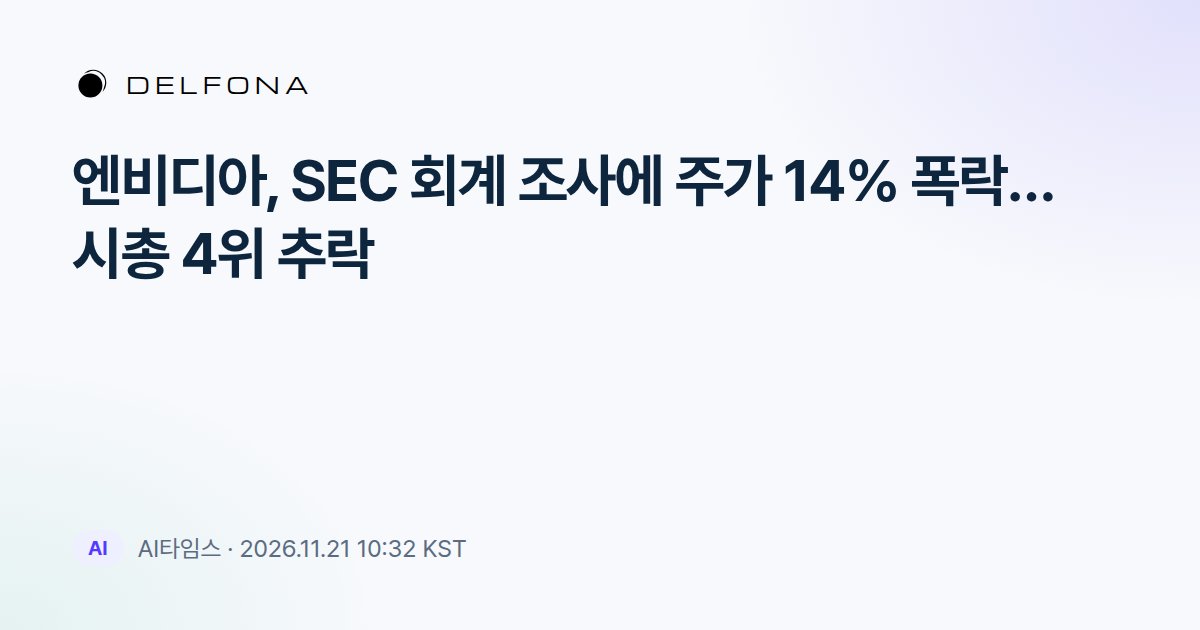 DELFONA
엔비디아, SEC 회계 조사에 주가 14% 폭락...
시총 4위 추락
AI AI타임스 · 2026.11.21 10:32 KST